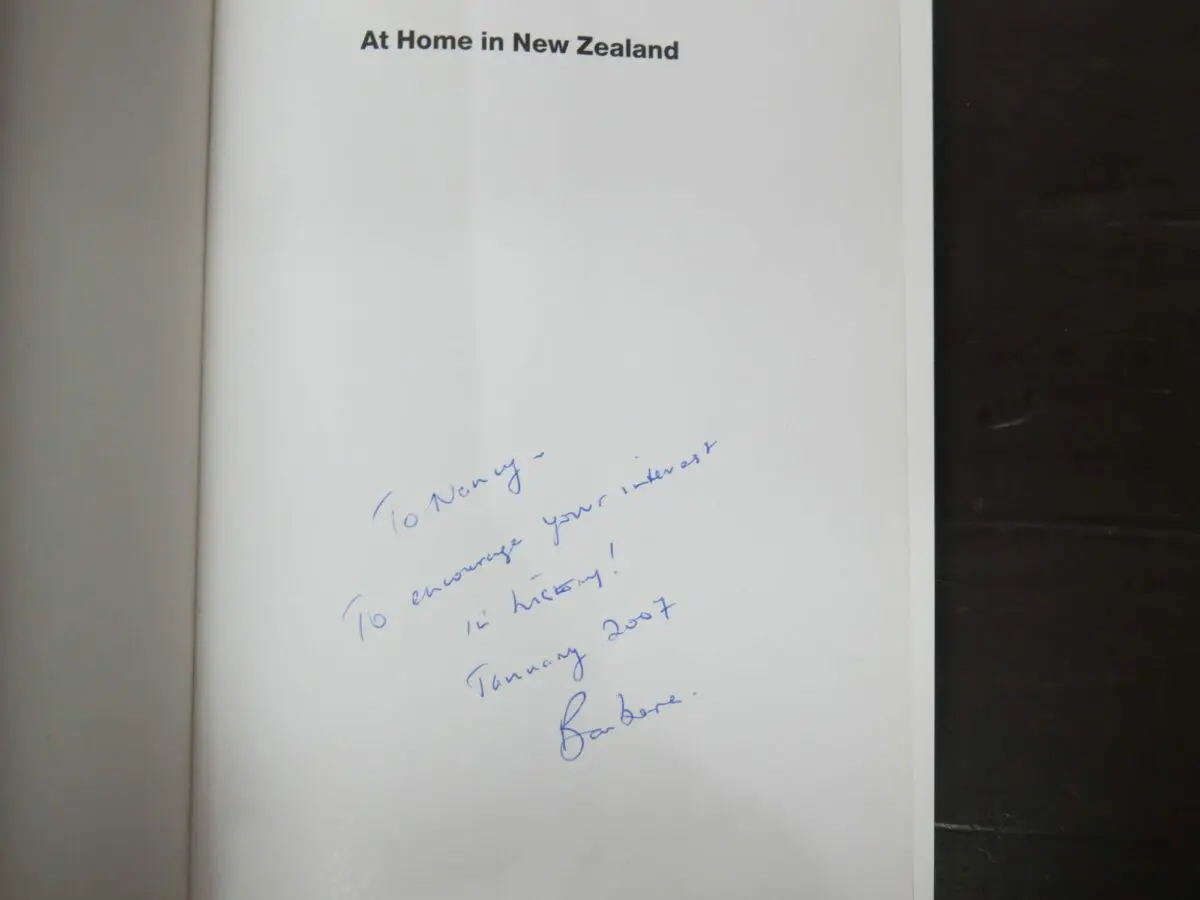 At Home in New Zealand
To Nancy -
To encourage your interest
in history!
January 2007
Barbara.